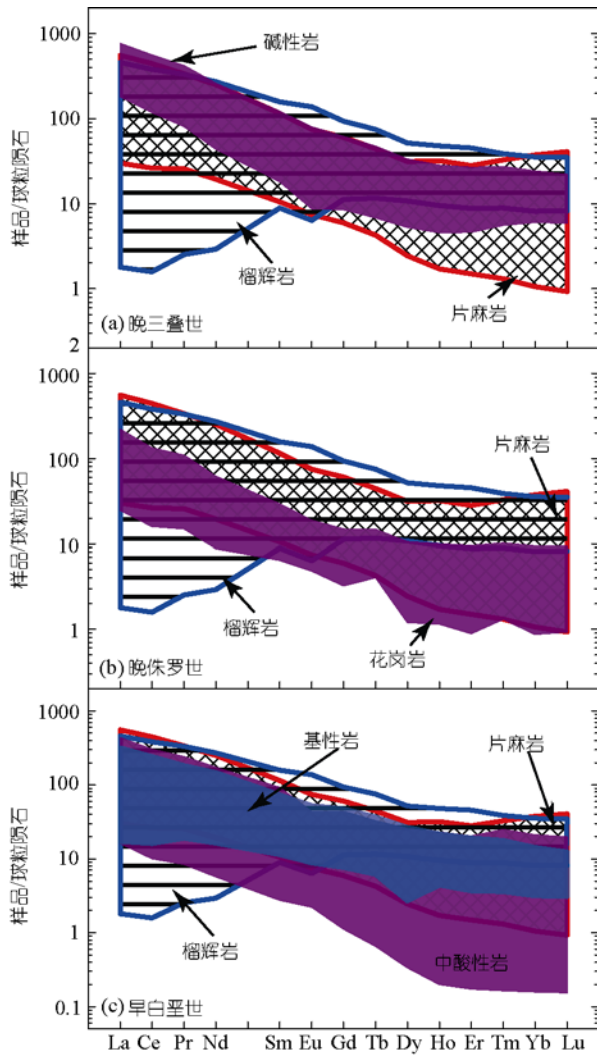 样品/球粒陨石
1000
100
10
1
2
碱性岩
榴辉岩
片麻岩
(a) 晚三叠世
样品/球粒陨石
1000
100
10
1
片麻岩
榴辉岩
花岗岩
(b) 晚侏罗世
样品/球粒陨石
1000
100
10
1
0.1
基性岩
片麻岩
榴辉岩
中酸性岩
(c) 早白垩世
La Ce Pr Nd Sm Eu Gd Tb Dy Ho Er Tm Yb Lu